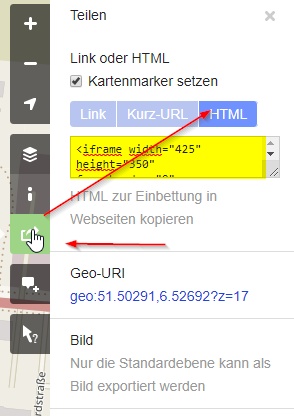 Teilen
×
Link oder HTML
Kartenmarker setzen
Link
Kurz-URL
HTML
<iframe width="425"
height="350"
HTML zur Einbettung in
Webseiten kopieren
Geo-URI
geo:51.50291,6.52692?z=17
Bild
Nur die Standardebene kann als
Bild exportiert werden
rdstraße